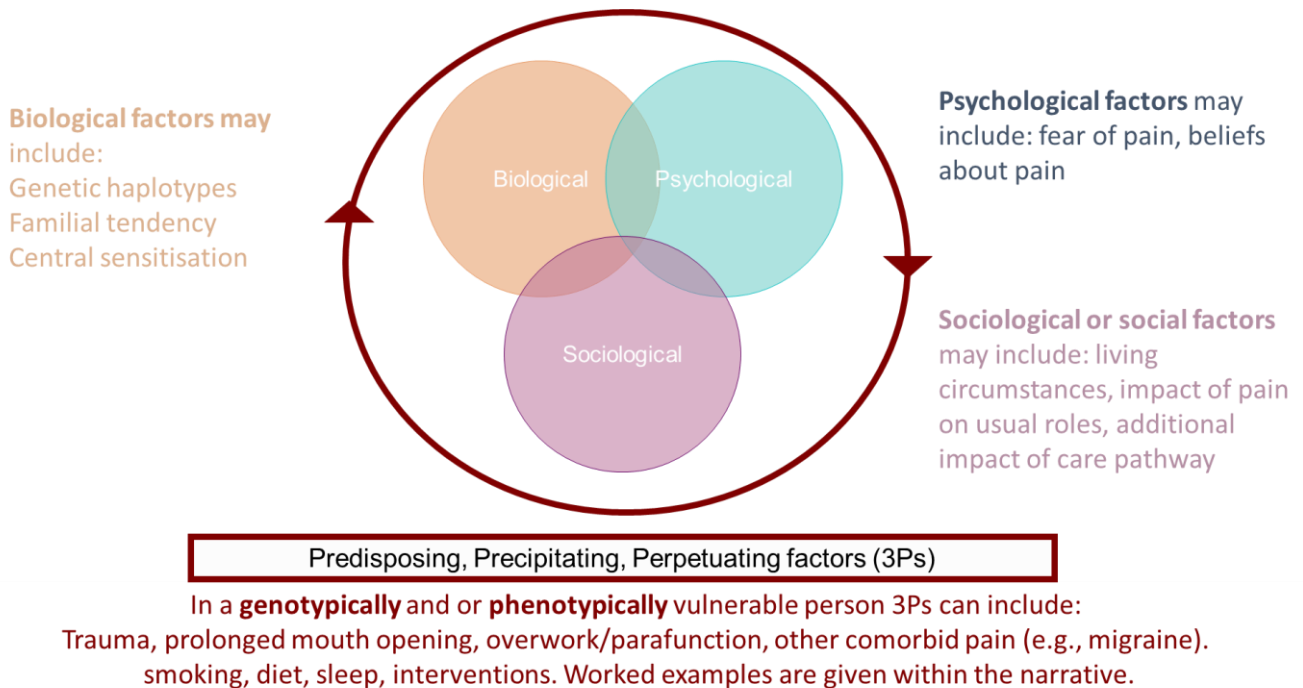 Biological factors may
include:
Genetic haplotypes
Familial tendency
Central sensitisation
Biological
Psychological
Sociological
Psychological factors may
include: fear of pain, beliefs
about pain
Sociological or social factors
may include: living
circumstances, impact of pain
on usual roles, additional
impact of care pathway
Predisposing, Precipitating, Perpetuating factors (3Ps)
In a genotypically and or phenotypically vulnerable person 3Ps can include:
Trauma, prolonged mouth opening, overwork/parafunction, other comorbid pain (e.g., migraine).
smoking, diet, sleep, interventions. Worked examples are given within the narrative.